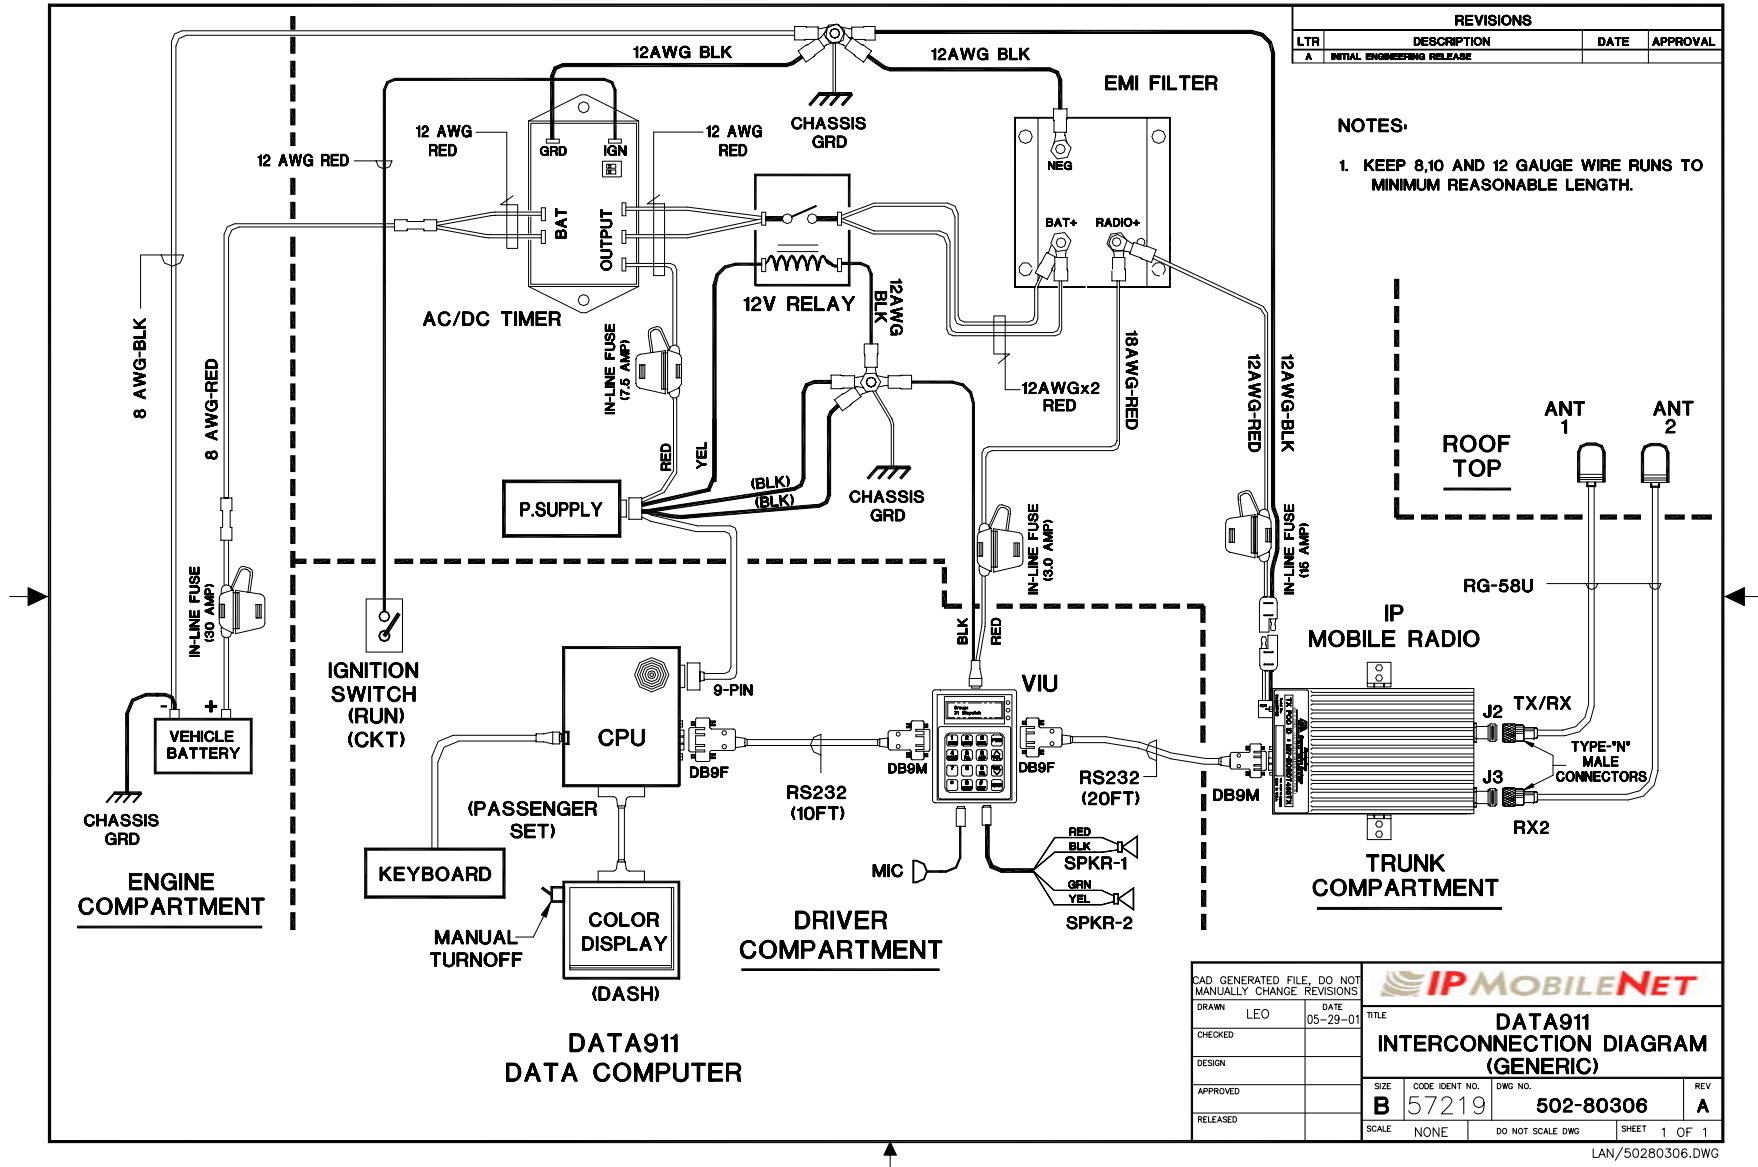 REVISIONS
LTR DESCRIPTION DATE APPROVAL
A INITIAL ENGINEERING RELEASE
NOTES:
1. KEEP 8,10 AND 12 GAUGE WIRE RUNS TO
MINIMUM REASONABLE LENGTH.
12AWG BLK
12AWG BLK
EMI FILTER
CHASSIS
GRD
12 AWG
RED
12 AWG
RED
12 AWG RED
GRD
IGN
BAT
OUTPUT
NEG
BAT+
RADIO+
AC/DC TIMER
12V RELAY
12AWG
BLK
8 AWG-BLK
8 AWG-RED
IN-LINE FUSE
(7.5 AMP)
RED
YEL
12AWGx2
RED
18AWG-RED
12AWG-RED
12AWG-BLK
ANT
1
ANT
2
ROOF
TOP
P.SUPPLY
(BLK)
(BLK)
CHASSIS
GRD
IN-LINE FUSE
(3.0 AMP)
IN-LINE FUSE
(15 AMP)
IN-LINE FUSE
(30 AMP)
RG-58U
IP
MOBILE RADIO
IGNITION
SWITCH
(RUN)
(CKT)
BLK
RED
9-PIN
VIU
- +
VEHICLE
BATTERY
CHASSIS
GRD
CPU
DB9F
RS232
(10FT)
DB9M
DB9F
RS232
(20FT)
DB9M
J2
TX/RX
TYPE-"N"
MALE
CONNECTORS
J3
RX2
(PASSENGER
SET)
KEYBOARD
MIC
RED
BLK
SPKR-1
GRN
YEL
SPKR-2
TRUNK
COMPARTMENT
ENGINE
COMPARTMENT
MANUAL
TURNOFF
COLOR
DISPLAY
(DASH)
DRIVER
COMPARTMENT
DATA911
DATA COMPUTER
CAD GENERATED FILE, DO NOT
MANUALLY CHANGE REVISIONS
DRAWN LEO DATE 05-29-01
CHECKED
DESIGN
APPROVED
RELEASED
IPMOBILENET
TITLE
DATA911
INTERCONNECTION DIAGRAM
(GENERIC)
SIZE B CODE IDENT NO. 57219 DWG NO. 502-80306 REV A
SCALE NONE DO NOT SCALE DWG SHEET 1 OF 1
LAN/50280306.DWG